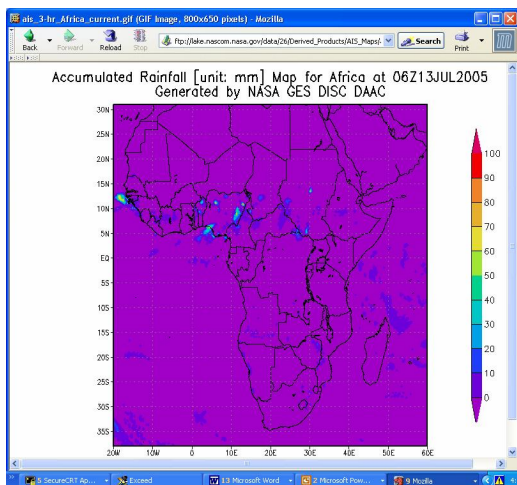 ais_3-hr_Africa_current.gif (GIF Image, 800x650 pixels) - Mozilla
Back Forward Reload Stop ftp://lake.nascom.nasa.gov/data/26/Derived_Products/AIS_Maps/ Search Print
Accumulated Rainfall [unit: mm] Map for Africa at 06Z13JUL2005
Generated by NASA GES DISC DAAC
30N
25N
20N
15N
10N
5N
EQ
5S
10S
15S
20S
25S
30S
35S
20W 10W 0 10E 20E 30E 40E 50E 60E
100
90
80
70
60
50
40
30
20
10
0
5 SecureCRT Ap... Exceed 13 Microsoft Word 2 Microsoft Pow... 9 Mozilla